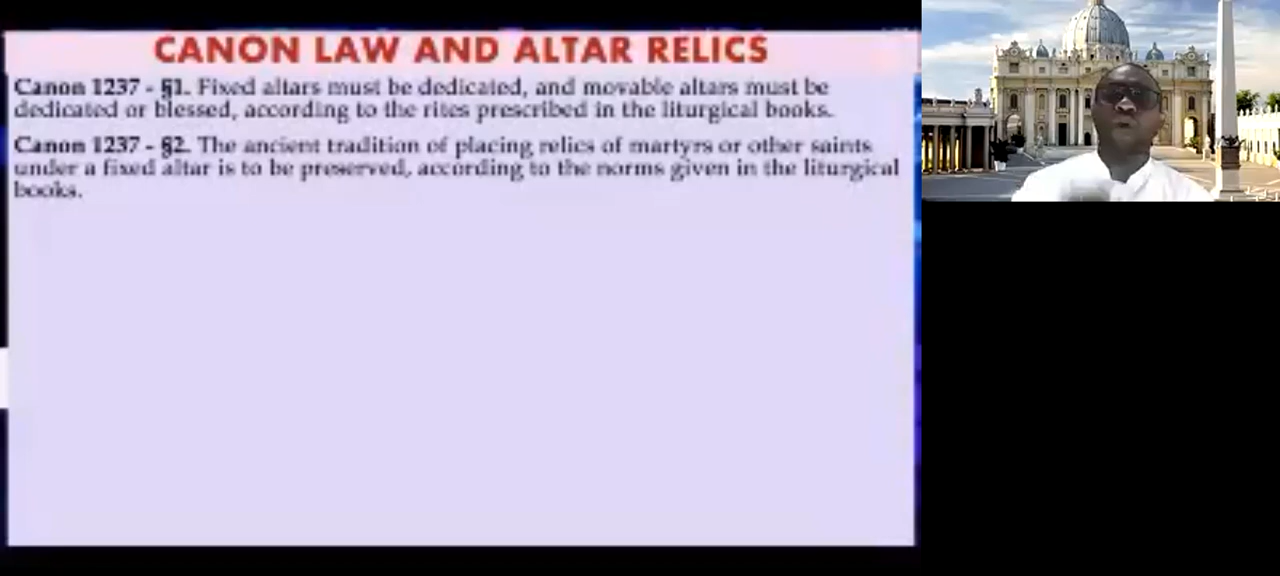 CANON LAW AND ALTAR RELICS
Canon 1237 - §1. Fixed altars must be dedicated, and movable altars must be
dedicated or blessed, according to the rites prescribed in the liturgical books.
Canon 1237 - §2. The ancient tradition of placing relics of martyrs or other saints
under a fixed altar is to be preserved, according to the norms given in the liturgical
books.